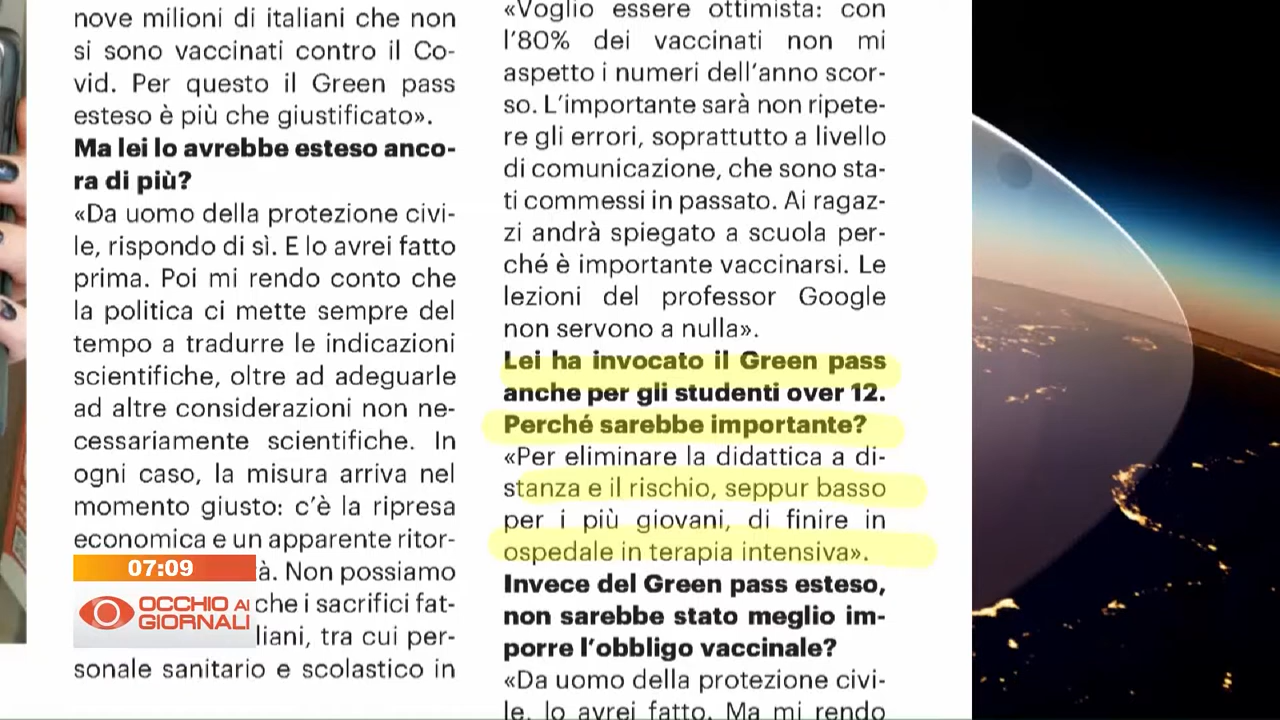 nove milioni di italiani che non
si sono vaccinati contro il Co-
vid. Per questo il Green pass
esteso è più che giustificato».
Ma lei lo avrebbe esteso anco-
ra di più?
«Da uomo della protezione civi-
le, rispondo di sì. E lo avrei fatto
prima. Poi mi rendo conto che
la politica ci mette sempre del
tempo a tradurre le indicazioni
scientifiche, oltre ad adeguarle
ad altre considerazioni non ne-
cessariamente scientifiche. In
ogni caso, la misura arriva nel
momento giusto: c'è la ripresa
economica e un apparente ritor-
à. Non possiamo
che i sacrifici fat-
liani, tra cui per-
sonale sanitario e scolastico in
«Voglio essere ottimista: con
l'80% dei vaccinati non mi
aspetto i numeri dell'anno scor-
so. L'importante sarà non ripete-
re gli errori, soprattutto a livello
di comunicazione, che sono sta-
ti commessi in passato. Ai ragaz-
zi andrà spiegato a scuola per-
ché è importante vaccinarsi. Le
lezioni del professor Google
non servono a nulla».
Lei ha invocato il Green pass
anche per gli studenti over 12.
Perché sarebbe importante?
«Per eliminare la didattica a di-
stanza e il rischio, seppur basso
per i più giovani, di finire in
ospedale in terapia intensiva».
Invece del Green pass esteso,
non sarebbe stato meglio im-
porre l'obbligo vaccinale?
«Da uomo della protezione civi-
le, lo avrei fatto. Ma mi rendo
07:09
OCCHIO AI
GIORNALI